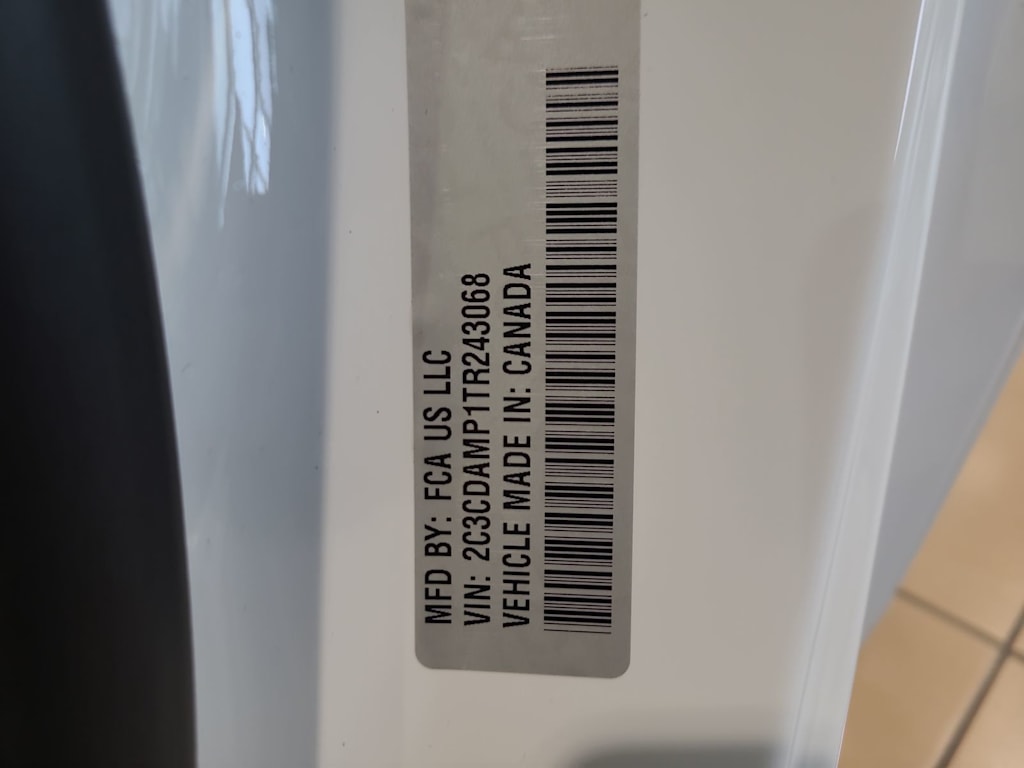 MFD BY: FCA US LLC
VIN: 2C3CDAMP1TR243068
VEHICLE MADE IN: CANADA